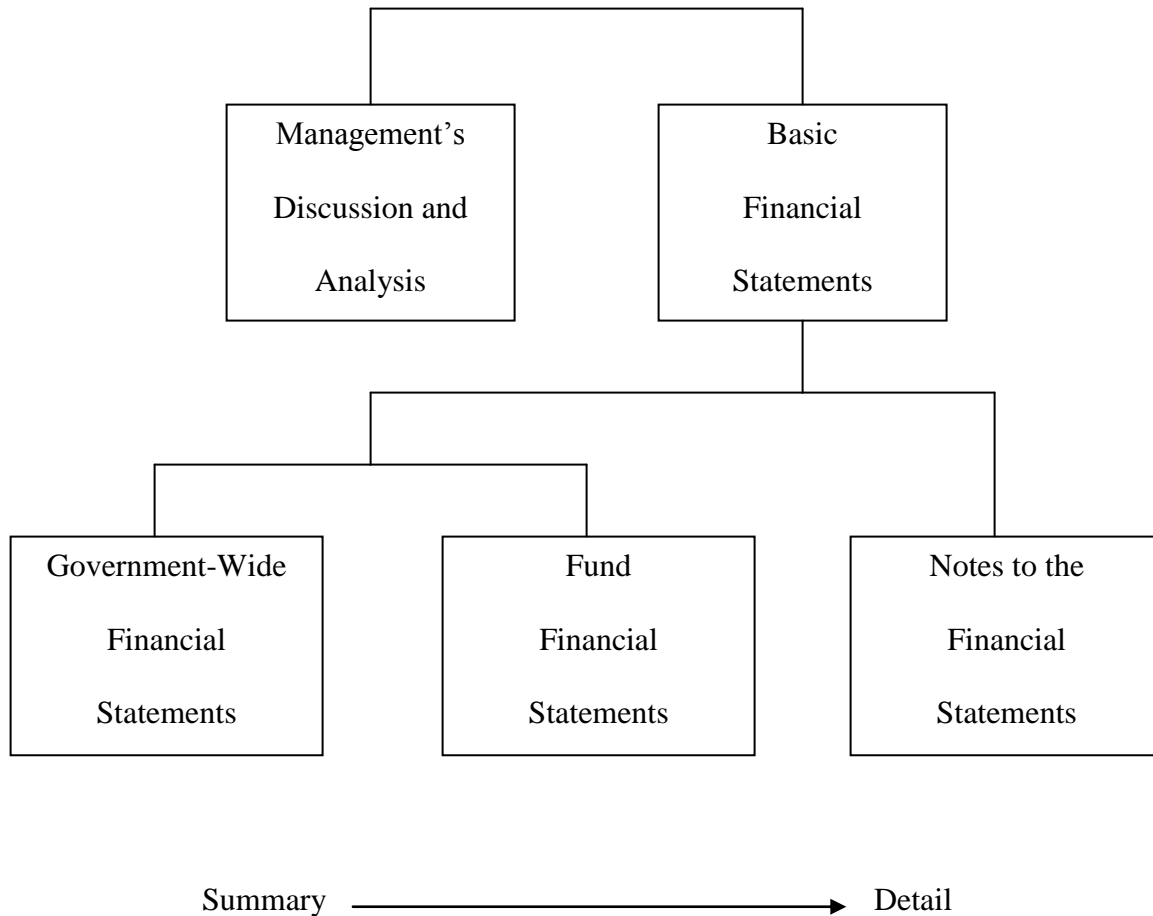 Management’s
Discussion and
Analysis
Basic
Financial
Statements
Government-Wide
Financial
Statements
Fund
Financial
Statements
Notes to the
Financial
Statements
Summary
Detail